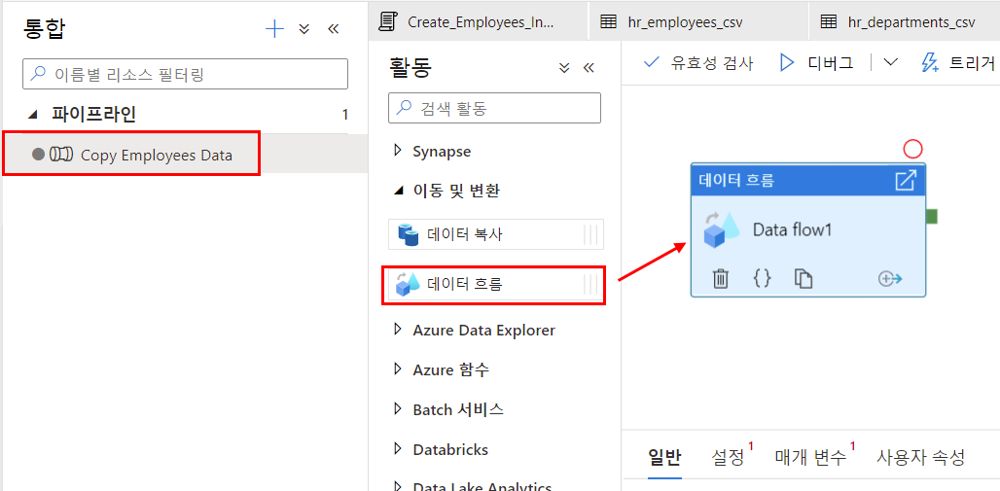 통합
이름별 리소스 필터링
파이프라인 1
Copy Employees Data
Create_Employees_In...
hr_employees_csv
hr_departments_csv
활동
검색 활동
Synapse
이동 및 변환
데이터 복사
데이터 흐름
Azure Data Explorer
Azure 함수
Batch 서비스
Databricks
Data Lake Analytics
유효성 검사
디버그
트리거
데이터 흐름
Data flow1
{}
일반
설정 1
매개 변수 1
사용자 속성